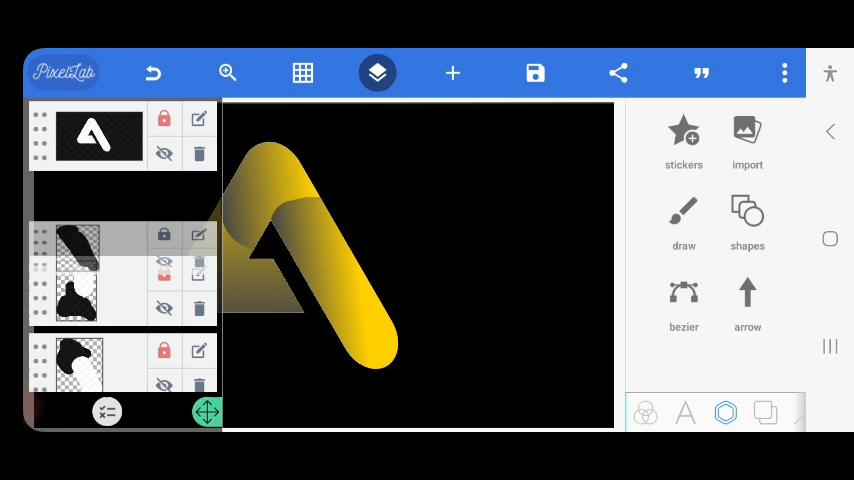 PixelLab
stickers
import
draw
shapes
bezier
arrow